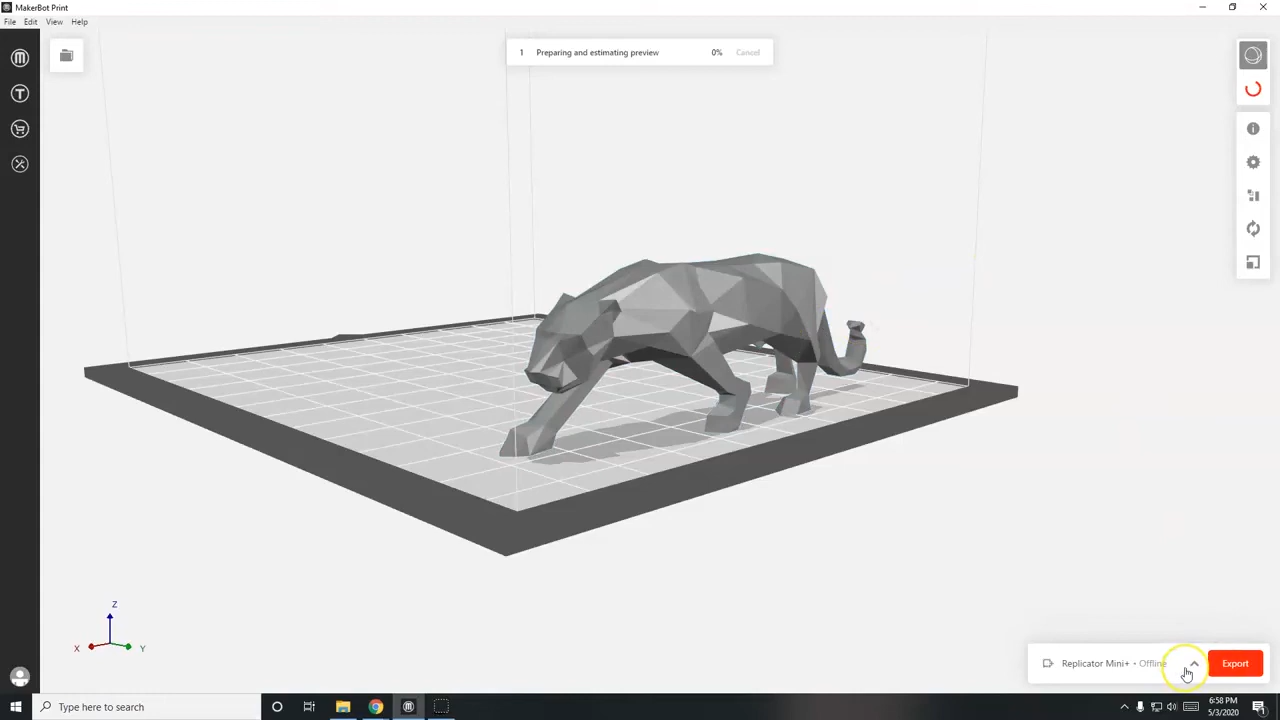 MakerBot Print
File Edit View Help
1 Preparing and estimating preview 0% Cancel
Z
X Y
Replicator Mini+ • Offline Export
Type here to search
6:58 PM
5/3/2020
1